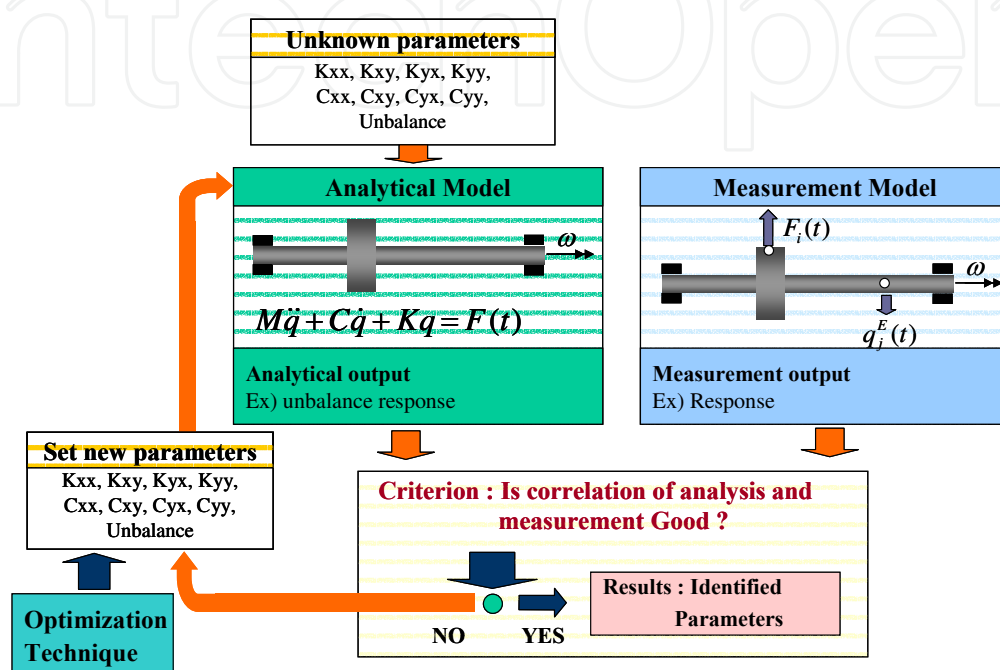 ntechOpen
Unknown parameters
Kxx, Kxy, Kyx, Kyy,
Cxx, Cxy, Cyx, Cyy,
Unbalance
Analytical Model
ω
Mq̈ + Cq̇ + Kq = F(t)
Analytical output
Ex) unbalance response
Measurement Model
F_i(t)
ω
q_j^E(t)
Measurement output
Ex) Response
Set new parameters
Kxx, Kxy, Kyx, Kyy,
Cxx, Cxy, Cyx, Cyy,
Unbalance
Optimization
Technique
Criterion : Is correlation of analysis and
measurement Good ?
NO
YES
Results : Identified
Parameters